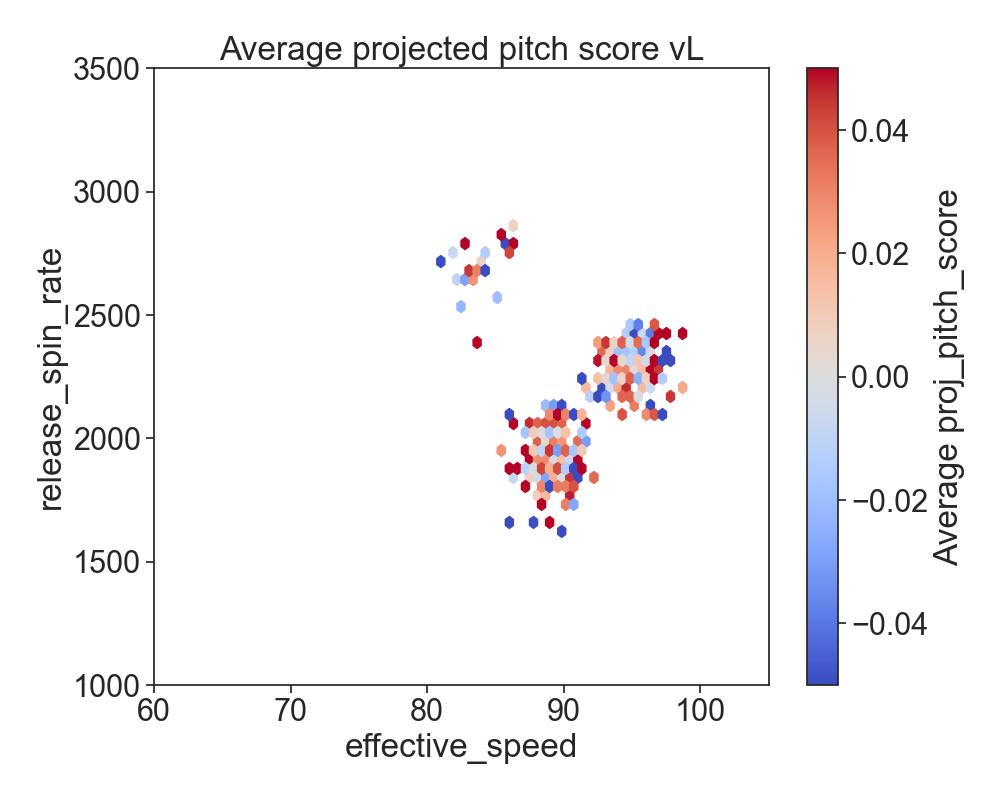 Average projected pitch score vL
3500
3000
2500
2000
1500
1000
release_spin_rate
60 70 80 90 100
effective_speed
0.04
0.02
0.00
−0.02
−0.04
Average proj_pitch_score